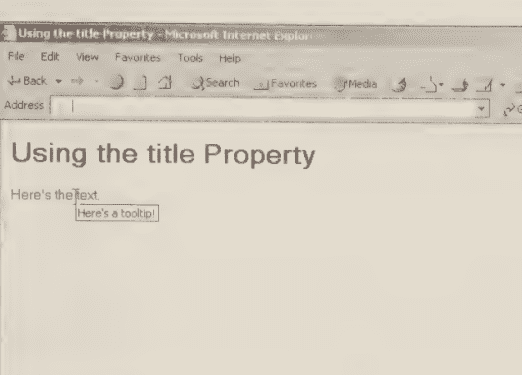 Using the title Property - Microsoft Internet Explor
File Edit View Favorites Tools Help
Back Search Favorites Media
Address
Using the title Property
Here's the text.
Here's a tooltip!